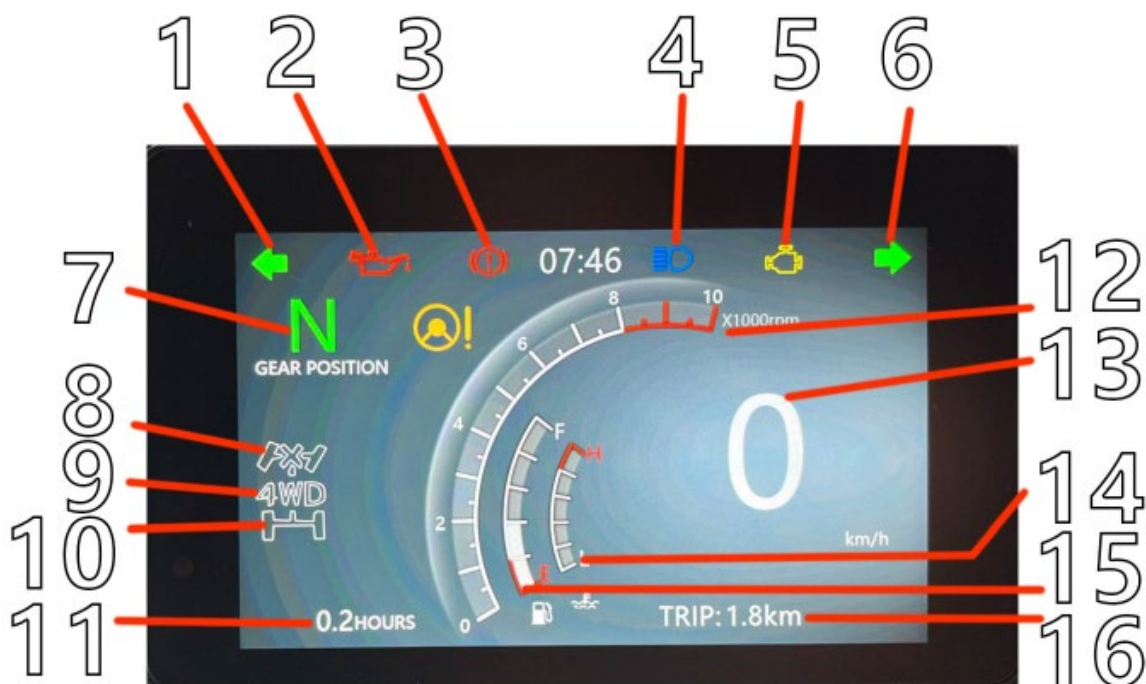 1 2 3 4 5 6
07:46
7
N
GEAR POSITION
8 10
X1000rpm
12
6
13
0
8
4
F
H
9
4WD
2
14
10
km/h
E
L
15
11
0.2HOURS
0
TRIP:1.8km
16